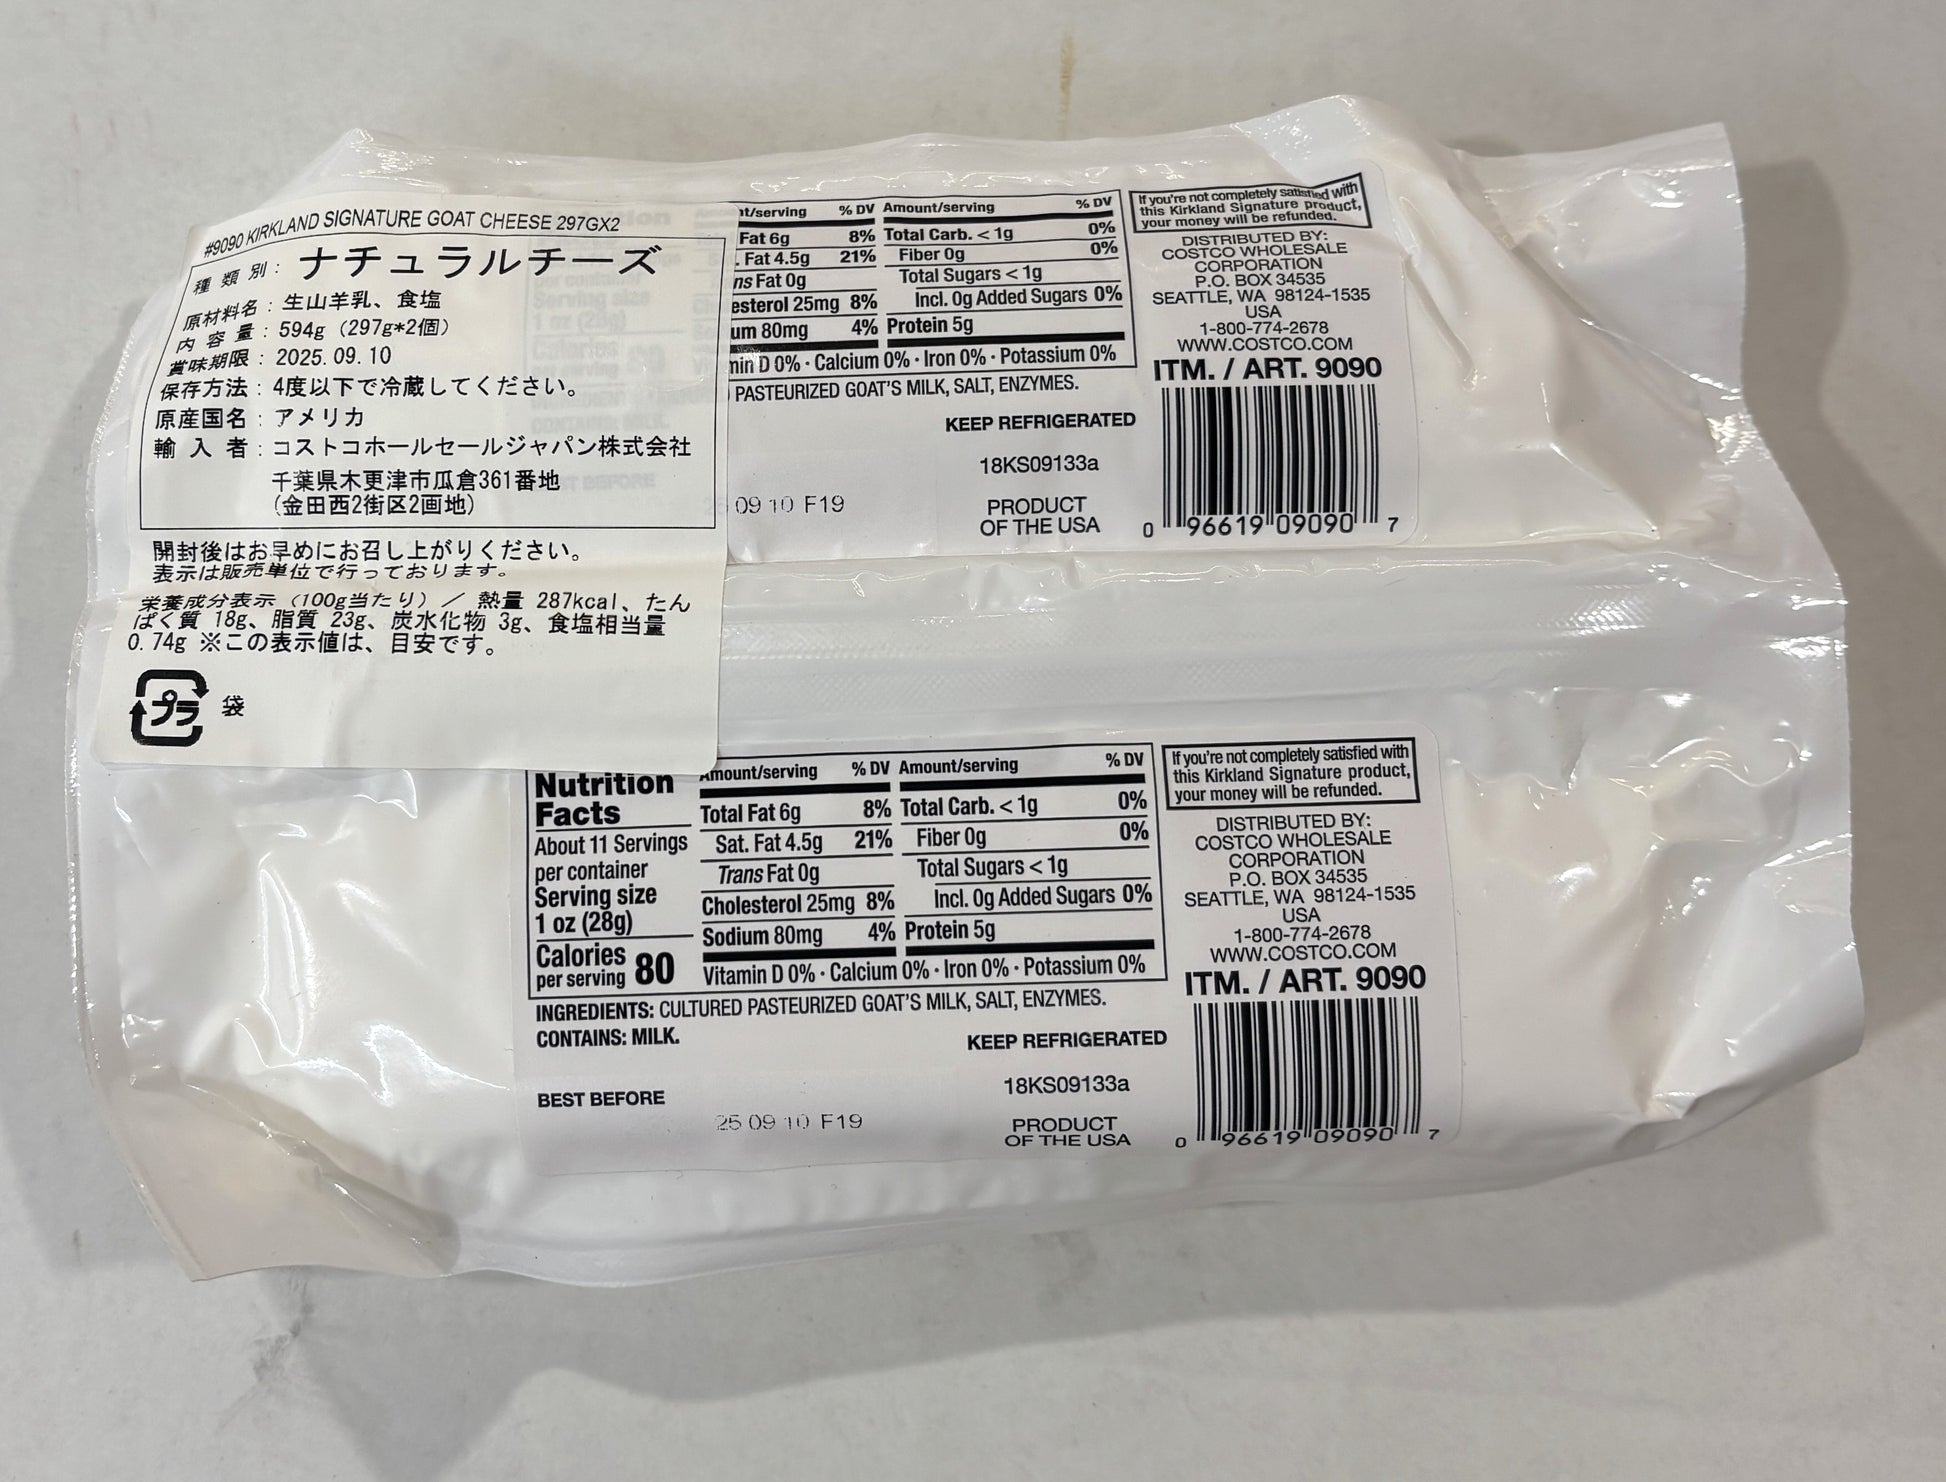 #9090 KIRKLAND SIGNATURE GOAT CHEESE 297GX2
種類別: ナチュラルチーズ
原材料名: 生山羊乳、食塩
内容量: 594g (297g*2個)
賞味期限: 2025.09.10
保存方法: 4度以下で冷蔵してください。
原産国名: アメリカ
輸入者: コストコホールセールジャパン株式会社
千葉県木更津市瓜倉361番地
(金田西2街区2画地)
開封後はお早めにお召し上がりください。
表示は販売単位で行っております。
栄養成分表示 (100g当たり) / 熱量 287kcal、たん
ぱく質 18g、脂質 23g、炭水化物 3g、食塩相当量
0.74g ※この表示値は、目安です。
プラ 袋
nt/serving % DV Amount/serving % DV
Fat 6g 8% Total Carb. < 1g 0%
. Fat 4.5g 21% Fiber 0g 0%
ns Fat 0g Total Sugars < 1g
esterol 25mg 8% Incl. 0g Added Sugars 0%
um 80mg 4% Protein 5g
min D 0% · Calcium 0% · Iron 0% · Potassium 0%
PASTEURIZED GOAT'S MILK, SALT, ENZYMES.
KEEP REFRIGERATED
18KS09133a
09 10 F19
PRODUCT
OF THE USA
If you're not completely satisfied with
this Kirkland Signature product,
your money will be refunded.
DISTRIBUTED BY:
COSTCO WHOLESALE
CORPORATION
P.O. BOX 34535
SEATTLE, WA 98124-1535
USA
1-800-774-2678
WWW.COSTCO.COM
ITM. / ART. 9090
0 96619 09090 7
Nutrition
Facts
About 11 Servings
per container
Serving size
1 oz (28g)
Calories
per serving 80
Amount/serving % DV Amount/serving % DV
Total Fat 6g 8% Total Carb. < 1g 0%
Sat. Fat 4.5g 21% Fiber 0g 0%
Trans Fat 0g Total Sugars < 1g
Cholesterol 25mg 8% Incl. 0g Added Sugars 0%
Sodium 80mg 4% Protein 5g
Vitamin D 0% · Calcium 0% · Iron 0% · Potassium 0%
INGREDIENTS: CULTURED PASTEURIZED GOAT'S MILK, SALT, ENZYMES.
CONTAINS: MILK.
KEEP REFRIGERATED
18KS09133a
BEST BEFORE
25 09 10 F19
PRODUCT
OF THE USA
If you're not completely satisfied with
this Kirkland Signature product,
your money will be refunded.
DISTRIBUTED BY:
COSTCO WHOLESALE
CORPORATION
P.O. BOX 34535
SEATTLE, WA 98124-1535
USA
1-800-774-2678
WWW.COSTCO.COM
ITM. / ART. 9090
0 96619 09090 7